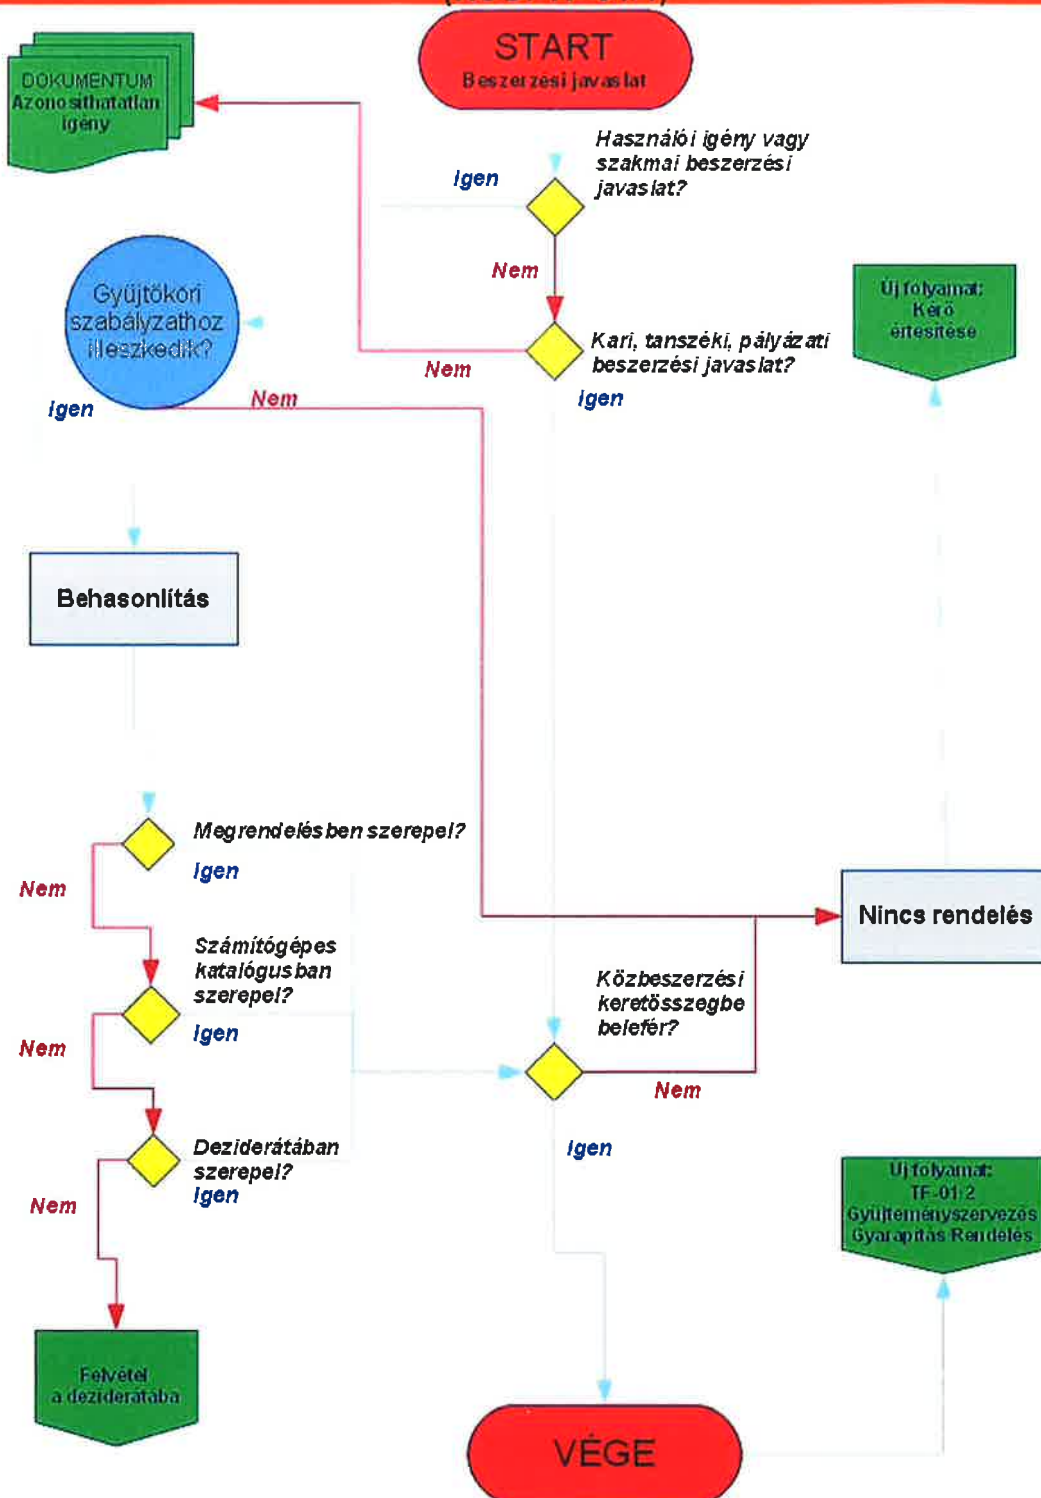 START
Beszerzési javaslat
DOKUMENTUM
Azonosíthatatlan
igény
Használói igény vagy
szakmai beszerzési
javaslat?
Igen
Nem
Gyűjtőköri
szabályzathoz
illeszkedik?
Igen
Nem
Kari, tanszéki, pályázati
beszerzési javaslat?
Nem
Igen
Új folyamat:
Kérő
értesítése
Behasonlítás
Megrendelésben szerepel?
Igen
Nem
Számítógépes
katalógusban
szerepel?
Igen
Nem
Közbeszerzési
keretösszegbe
belefér?
Nem
Igen
Nincs rendelés
Deziderátában
szerepel?
Igen
Nem
Új folyamat:
TF-01/2
Gyűjteményszervezés
Gyarapítás Rendelés
Felvétel
a deziderátába
VÉGE